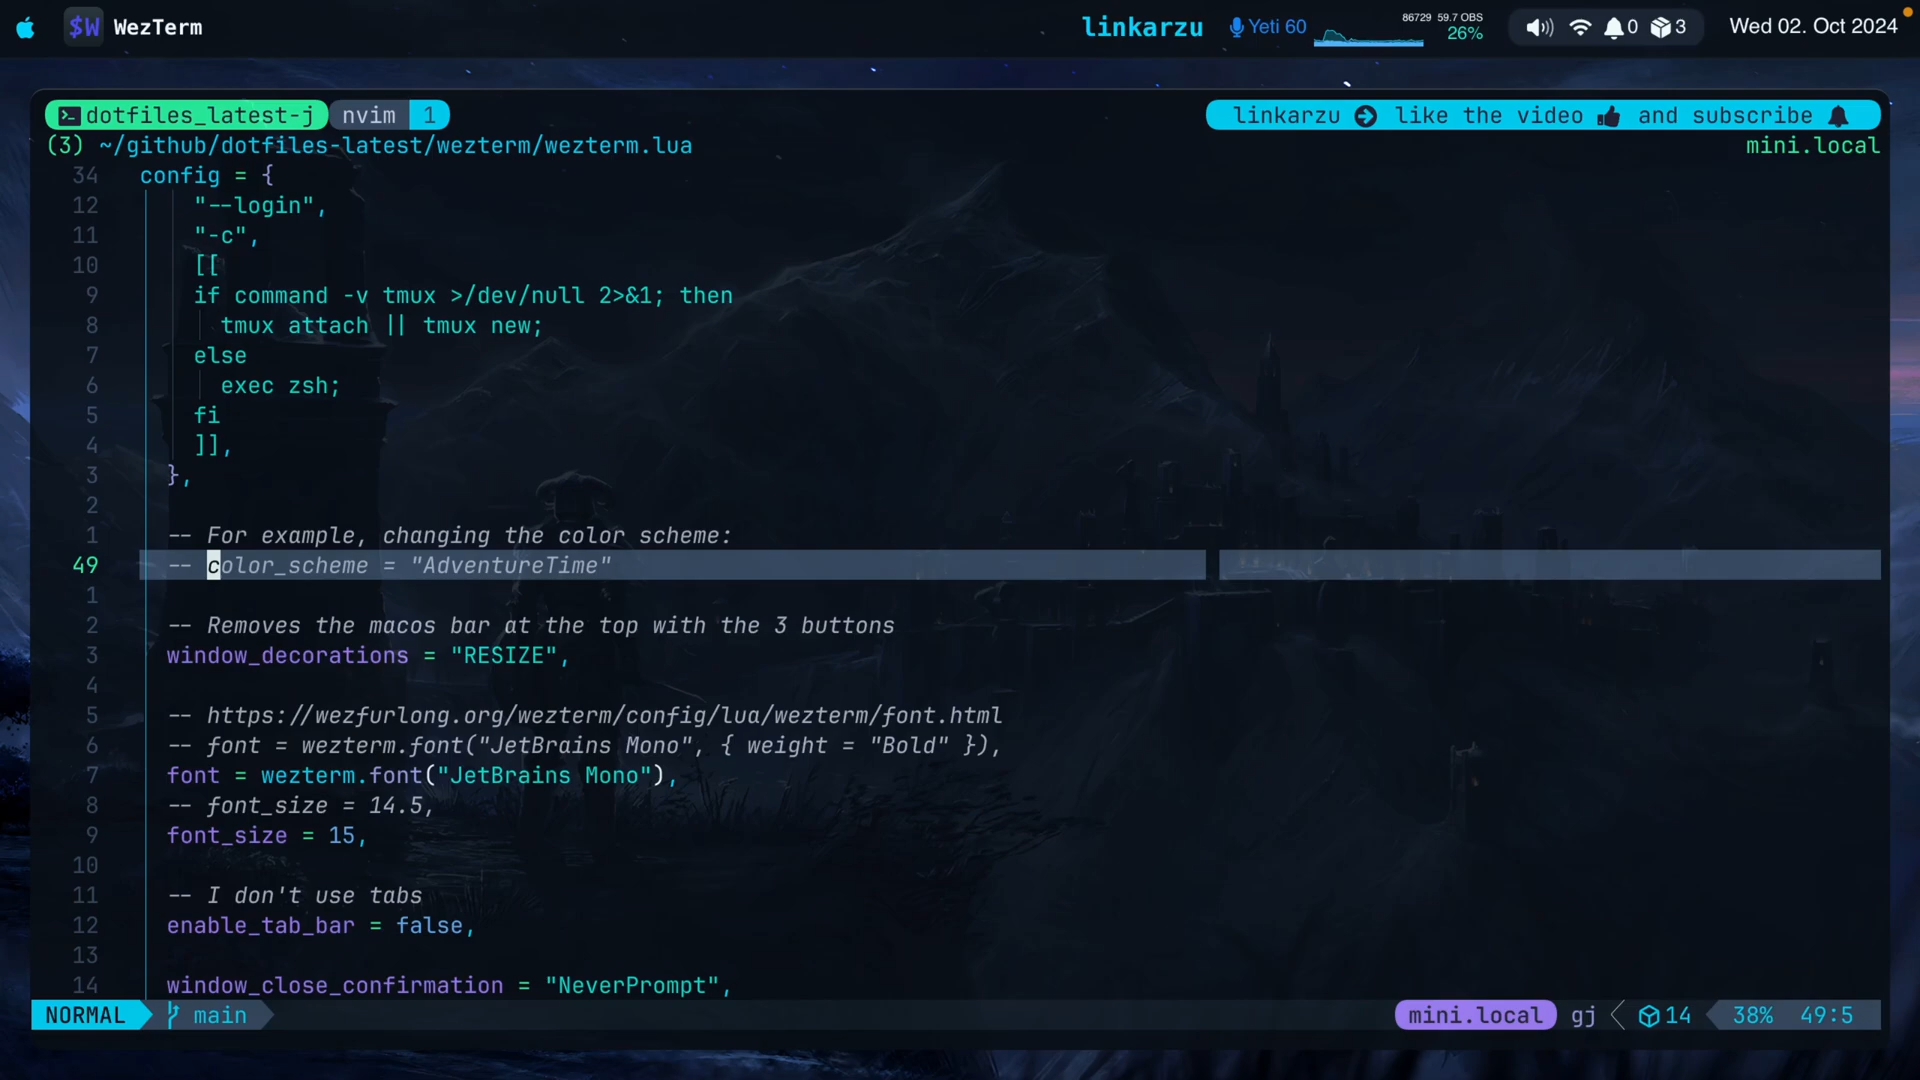 $W WezTerm
linkarzu
Yeti 60
86729 59.7 OBS
26%
0
3
Wed 02. Oct 2024
dotfiles_latest-j nvim 1
linkarzu like the video and subscribe
(3) ~/github/dotfiles-latest/wezterm/wezterm.lua
mini.local
34 config = {
12 "--login",
11 "-c",
10 [[
9 if command -v tmux >/dev/null 2>&1; then
8 tmux attach || tmux new;
7 else
6 exec zsh;
5 fi
4 ]],
3 },
2
1 -- For example, changing the color scheme:
49 -- color_scheme = "AdventureTime"
1
2 -- Removes the macos bar at the top with the 3 buttons
3 window_decorations = "RESIZE",
4
5 -- https://wezfurlong.org/wezterm/config/lua/wezterm/font.html
6 -- font = wezterm.font("JetBrains Mono", { weight = "Bold" }),
7 font = wezterm.font("JetBrains Mono"),
8 -- font_size = 14.5,
9 font_size = 15,
10
11 -- I don't use tabs
12 enable_tab_bar = false,
13
14 window_close_confirmation = "NeverPrompt",
NORMAL main
mini.local gj 14 38% 49:5